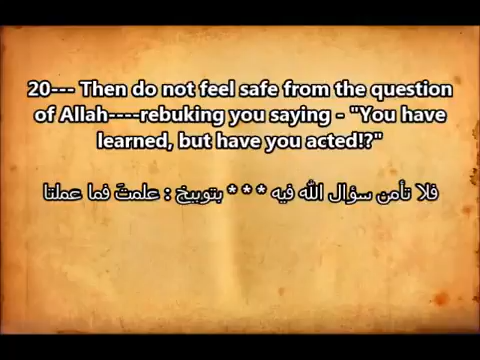 20--- Then do not feel safe from the question
of Allah----rebuking you saying - "You have
learned, but have you acted!?"
فلا تأمن سؤال الله فيه * * * بتوبيخ : علمتَ فما عملتا